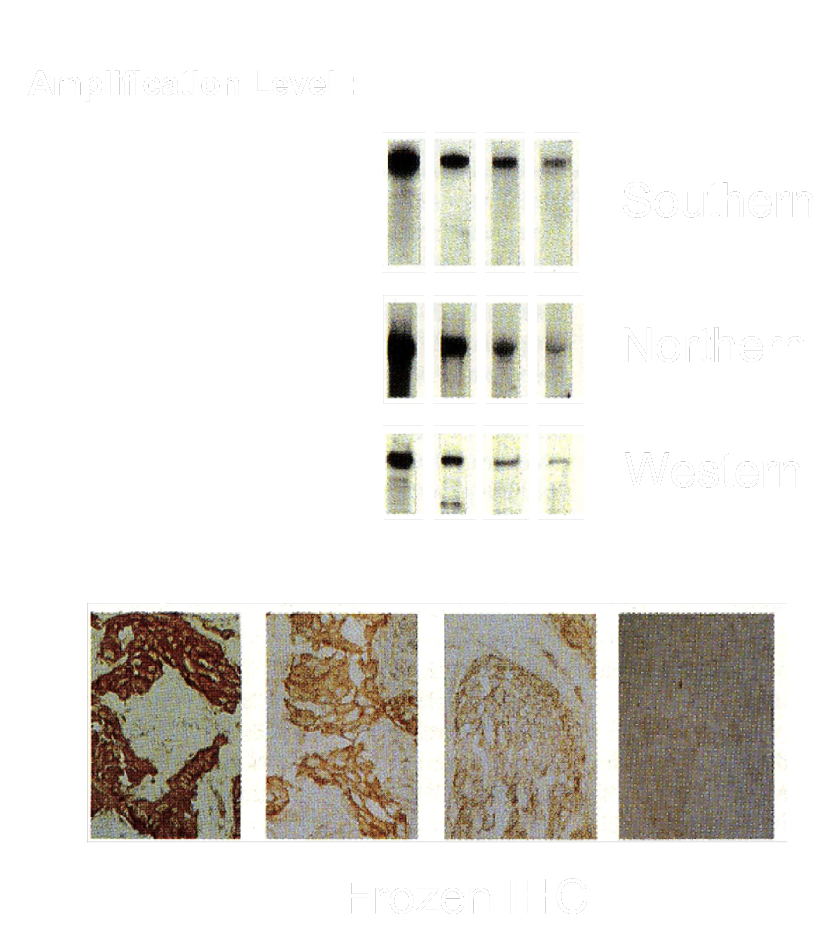 Amplification Level :
Southern
Northern
Western
Frozen IHC